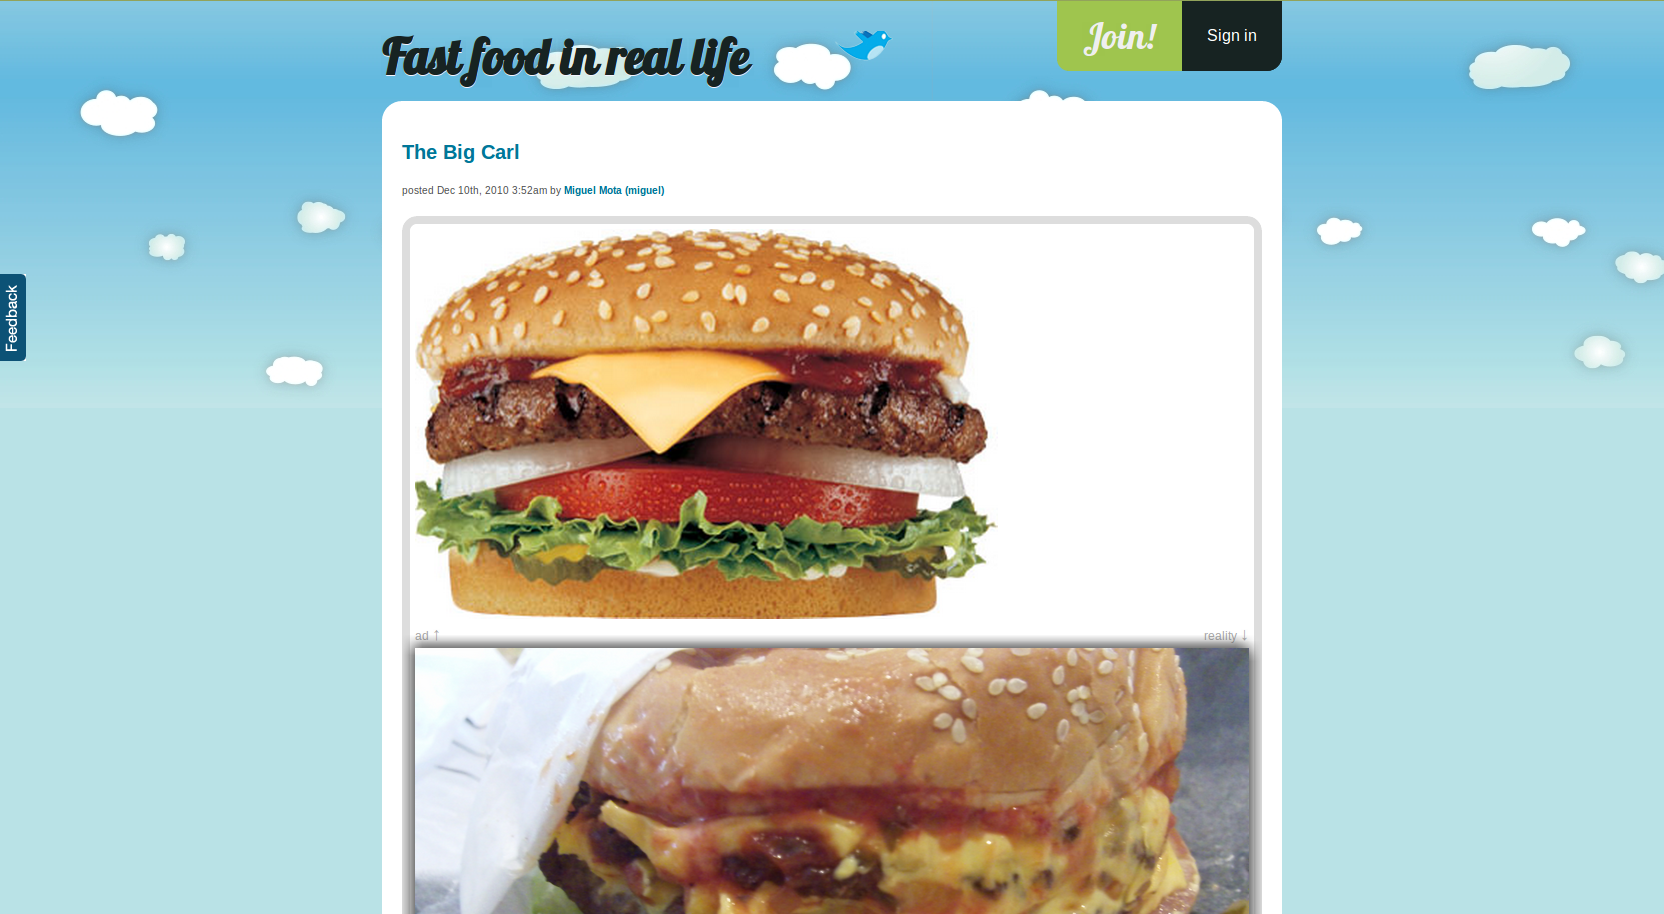 Fast food in real life
Join!
Sign in
The Big Carl
posted Dec 10th, 2010 3:52am by Miguel Mota (miguel)
Feedback
ad ↑
reality ↓